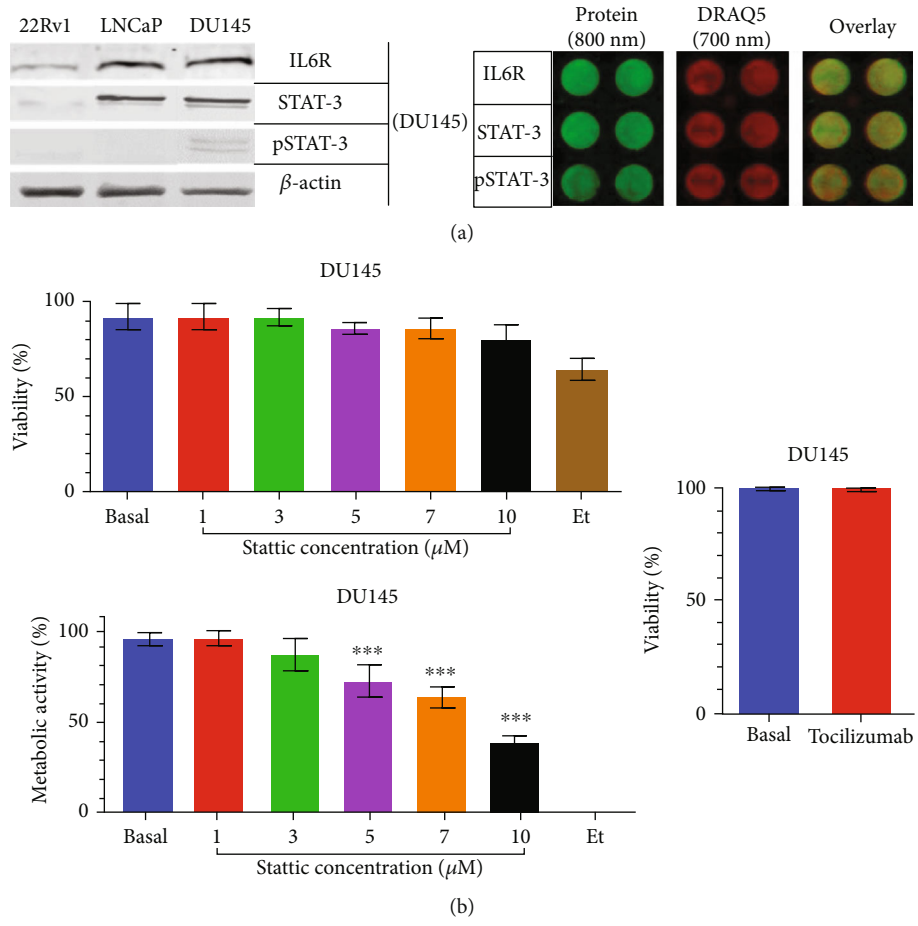 22Rv1 LNCaP DU145
IL6R
STAT-3
pSTAT-3
β-actin
(DU145)
Protein (800 nm) DRAQ5 (700 nm) Overlay
IL6R
STAT-3
pSTAT-3
(a)
DU145
Viability (%)
100
50
0
Basal 1 3 5 7 10 Et
Stattic concentration (μM)
DU145
Metabolic activity (%)
100
50
0
*** *** ***
Basal 1 3 5 7 10 Et
Stattic concentration (μM)
DU145
Viability (%)
100
50
0
Basal Tocilizumab
(b)